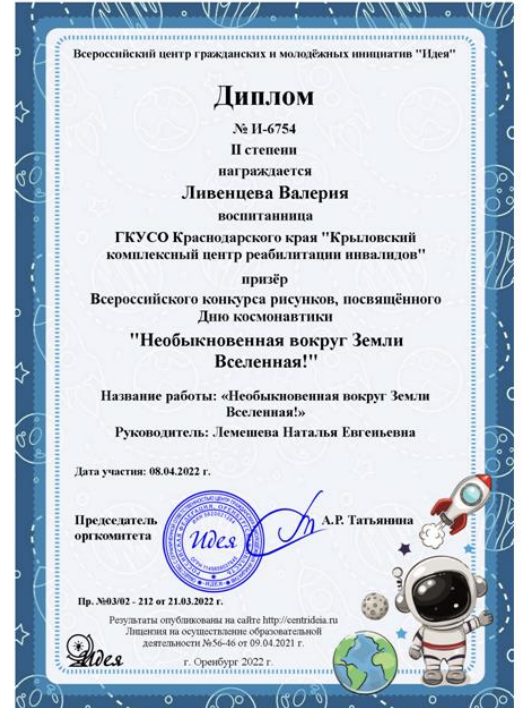 Всероссийский центр гражданских и молодёжных инициатив "Идея"
Диплом
№ И-6754
II степени
награждается
Ливенцева Валерия
воспитанница
ГКУСО Краснодарского края "Крыловский
комплексный центр реабилитации инвалидов"
призёр
Всероссийского конкурса рисунков, посвящённого
Дню космонавтики
"Необыкновенная вокруг Земли
Вселенная!"
Название работы: «Необыкновенная вокруг Земли
Вселенная!»
Руководитель: Лемешева Наталья Евгеньевна
Дата участия: 08.04.2022 г.
Председатель
оргкомитета
Идея
А.Р. Татьянина
Пр. №03/02 - 212 от 21.03.2022 г.
Результаты опубликованы на сайте http://centrideia.ru
Лицензия на осуществление образовательной
деятельности №56-46 от 09.04.2021 г.
г. Оренбург 2022 г.
Идея